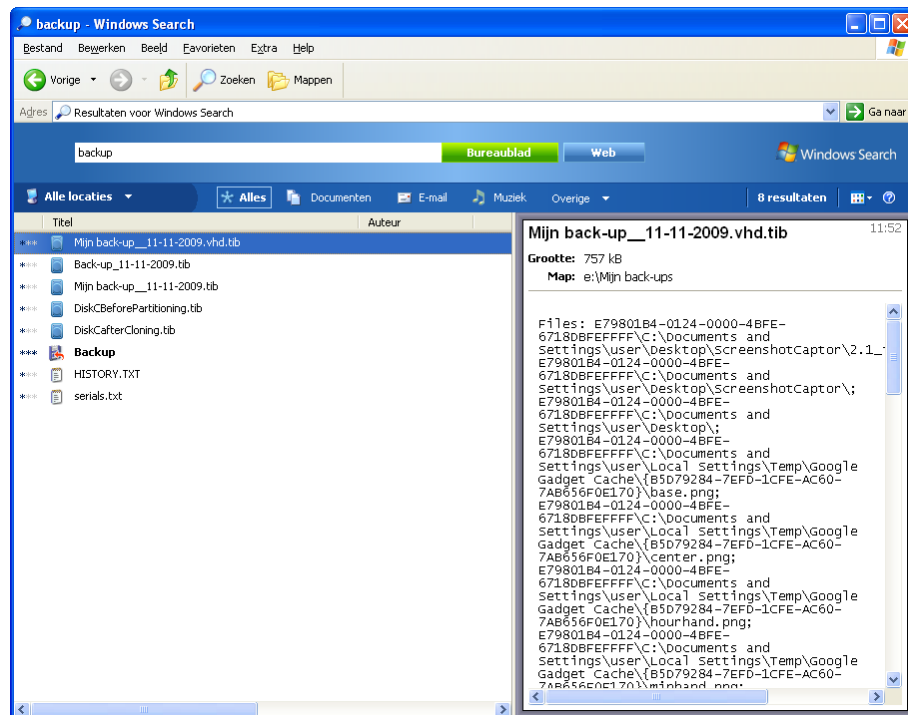 backup - Windows Search
Bestand Bewerken Beeld Favorieten Extra Help
Vorige Zoeken Mappen
Adres Resultaten voor Windows Search Ga naar
backup Bureaublad Web Windows Search
Alle locaties Alles Documenten E-mail Muziek Overige 8 resultaten
Titel Auteur
Mijn back-up__11-11-2009.vhd.tib
Back-up_11-11-2009.tib
Mijn back-up__11-11-2009.tib
DiskCBeforePartitioning.tib
DiskCafterCloning.tib
Backup
HISTORY.TXT
serials.txt
Mijn back-up__11-11-2009.vhd.tib 11:52
Grootte: 757 kB
Map: e:\Mijn back-ups
Files: E79801B4-0124-0000-4BFE-
6718DBFEFFFF\C:\Documents and
Settings\user\Desktop\ScreenshotCaptor\2.1_
E79801B4-0124-0000-4BFE-
6718DBFEFFFF\C:\Documents and
Settings\user\Desktop\ScreenshotCaptor\;
E79801B4-0124-0000-4BFE-
6718DBFEFFFF\C:\Documents and
Settings\user\Desktop\;
E79801B4-0124-0000-4BFE-
6718DBFEFFFF\C:\Documents and
Settings\user\Local Settings\Temp\Google
Gadget Cache\{B5D79284-7EFD-1CFE-AC60-
7AB656F0E170}\base.png;
E79801B4-0124-0000-4BFE-
6718DBFEFFFF\C:\Documents and
Settings\user\Local Settings\Temp\Google
Gadget Cache\{B5D79284-7EFD-1CFE-AC60-
7AB656F0E170}\center.png;
E79801B4-0124-0000-4BFE-
6718DBFEFFFF\C:\Documents and
Settings\user\Local Settings\Temp\Google
Gadget Cache\{B5D79284-7EFD-1CFE-AC60-
7AB656F0E170}\hourhand.png;
E79801B4-0124-0000-4BFE-
6718DBFEFFFF\C:\Documents and
Settings\user\Local Settings\Temp\Google
Gadget Cache\{B5D79284-7EFD-1CFE-AC60-
7AB656F0E170}\minhand.png;